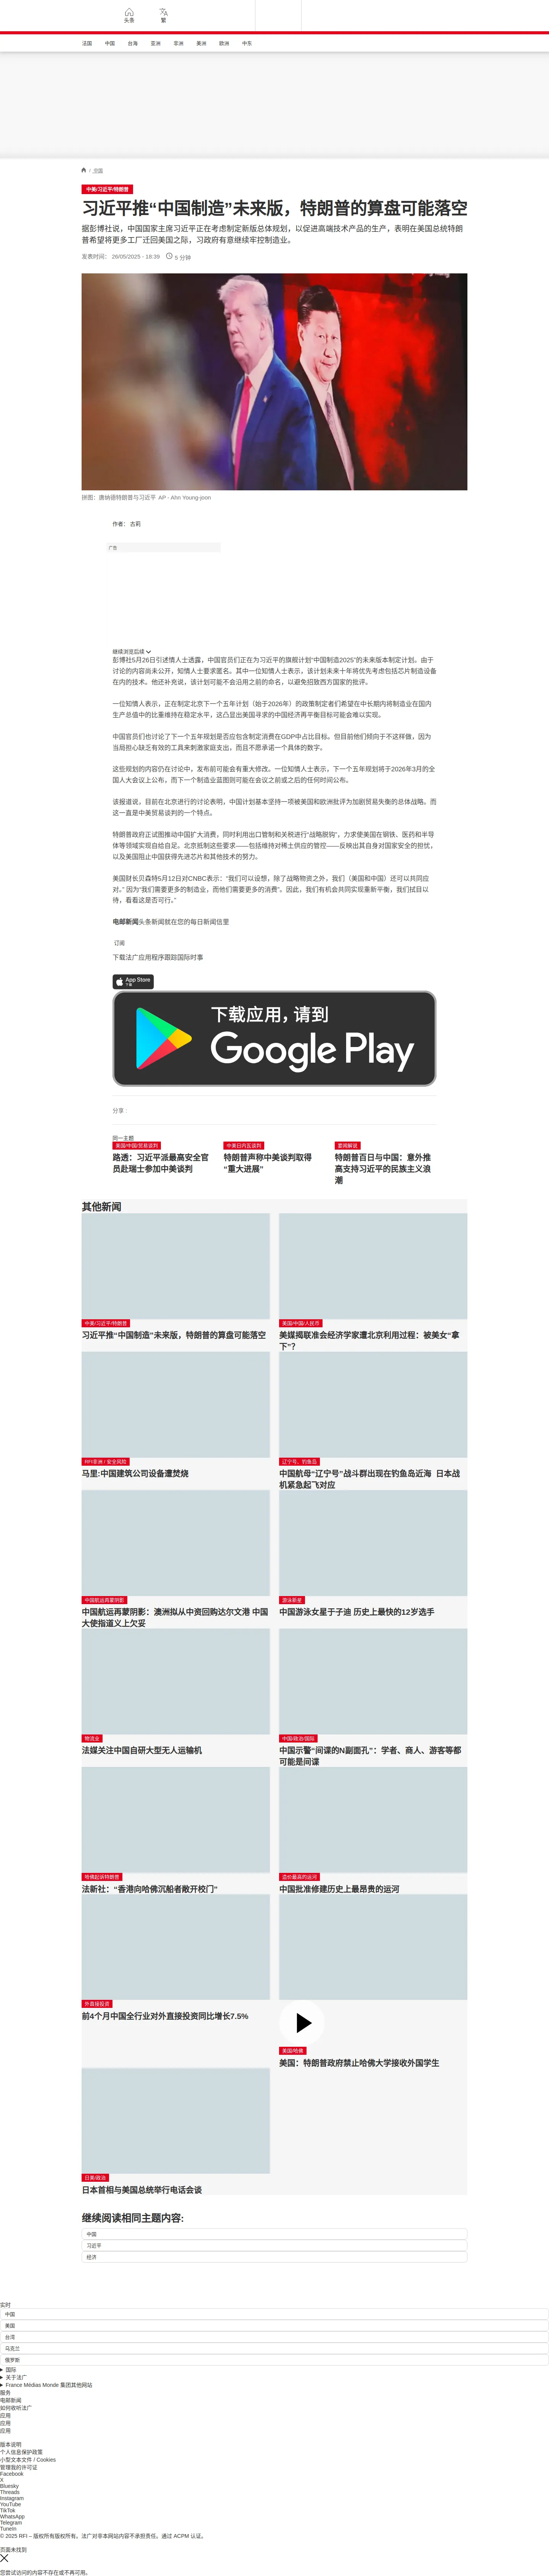 头条
繁
法国
中国
台海
亚洲
非洲
美洲
欧洲
中东
/ 中国
中美/习近平/特朗普
习近平推“中国制造”未来版，特朗普的算盘可能落空
据彭博社说，中国国家主席习近平正在考虑制定新版总体规划，以促进高端技术产品的生产，表明在美国总统特朗
普希望将更多工厂迁回美国之际，习政府有意继续牢控制造业。
发表时间： 26/05/2025 - 18:39
5 分钟
拼图：唐纳德特朗普与习近平 AP - Ahn Young-joon
作者： 古莉
广告
继续浏览后续
彭博社5月26日引述情人士透露，中国官员们正在为习近平的旗舰计划“中国制造2025”的未来版本制定计划。由于
讨论的内容尚未公开，知情人士要求匿名。其中一位知情人士表示，该计划未来十年将优先考虑包括芯片制造设备
在内的技术。他还补充说，该计划可能不会沿用之前的命名，以避免招致西方国家的批评。
一位知情人表示，正在制定北京下一个五年计划（始于2026年）的政策制定者们希望在中长期内将制造业在国内
生产总值中的比重维持在稳定水平，这凸显出美国寻求的中国经济再平衡目标可能会难以实现。
中国官员们也讨论了下一个五年规划是否应包含制定消费在GDP中占比目标。但目前他们倾向于不这样做，因为
当局担心缺乏有效的工具来刺激家庭支出，而且不愿承诺一个具体的数字。
这些规划的内容仍在讨论中，发布前可能会有重大修改。一位知情人士表示，下一个五年规划将于2026年3月的全
国人大会议上公布，而下一个制造业蓝图则可能在会议之前或之后的任何时间公布。
该报道说，目前在北京进行的讨论表明，中国计划基本坚持一项被美国和欧洲批评为加剧贸易失衡的总体战略。而
这一直是中美贸易谈判的一个特点。
特朗普政府正试图推动中国扩大消费，同时利用出口管制和关税进行“战略脱钩”，力求使美国在钢铁、医药和半导
体等领域实现自给自足。北京抵制这些要求——包括维持对稀土供应的管控——反映出其自身对国家安全的担忧，
以及美国阻止中国获得先进芯片和其他技术的努力。
美国财长贝森特5月12日对CNBC表示：“我们可以设想，除了战略物资之外，我们（美国和中国）还可以共同应
对。” 因为“我们需要更多的制造业，而他们需要更多的消费”。因此，我们有机会共同实现重新平衡，我们拭目以
待，看看这是否可行。”
电邮新闻头条新闻就在您的每日新闻信里
订阅
下载法广应用程序跟踪国际时事
App Store
下载
下载应用，请到
Google Play
分享 :
同一主题
美国/中国/贸易谈判
路透：习近平派最高安全官
员赴瑞士参加中美谈判
中美日内瓦谈判
特朗普声称中美谈判取得
“重大进展”
要闻解说
特朗普百日与中国：意外推
高支持习近平的民族主义浪
潮
其他新闻
中美/习近平/特朗普
习近平推“中国制造”未来版，特朗普的算盘可能落空
美国/中国/人民币
美媒揭联准会经济学家遭北京利用过程：被美女“拿
下”？
RFI非洲 / 安全风险
马里:中国建筑公司设备遭焚烧
辽宁号、钓鱼岛
中国航母“辽宁号”战斗群出现在钓鱼岛近海 日本战
机紧急起飞对应
中国航运再蒙阴影
中国航运再蒙阴影：澳洲拟从中资回购达尔文港 中国
大使指道义上欠妥
游泳新星
中国游泳女星于子迪 历史上最快的12岁选手
物流业
法媒关注中国自研大型无人运输机
中国/政治/国际
中国示警“间谍的N副面孔”：学者、商人、游客等都
可能是间谍
哈佛起诉特朗普
法新社：“香港向哈佛沉船者敞开校门”
造价最高的运河
中国批准修建历史上最昂贵的运河
外直接投资
前4个月中国全行业对外直接投资同比增长7.5%
美国/哈佛
美国：特朗普政府禁止哈佛大学接收外国学生
日美/政治
日本首相与美国总统举行电话会谈
继续阅读相同主题内容:
中国
习近平
经济
实时
中国
美国
台湾
乌克兰
俄罗斯
国际
关于法广
France Médias Monde 集团其他网站
服务
电邮新闻
如何收听法广
应用
应用
应用
版本说明
个人信息保护政策
小型文本文件 / Cookies
管理我的许可证
Facebook
X
Bluesky
Threads
Instagram
YouTube
TikTok
WhatsApp
Telegram
TuneIn
© 2025 RFI – 版权所有版权所有。法广对非本网站内容不承担责任。通过 ACPM 认证。
页面未找到
您尝试访问的内容不存在或不再可用。